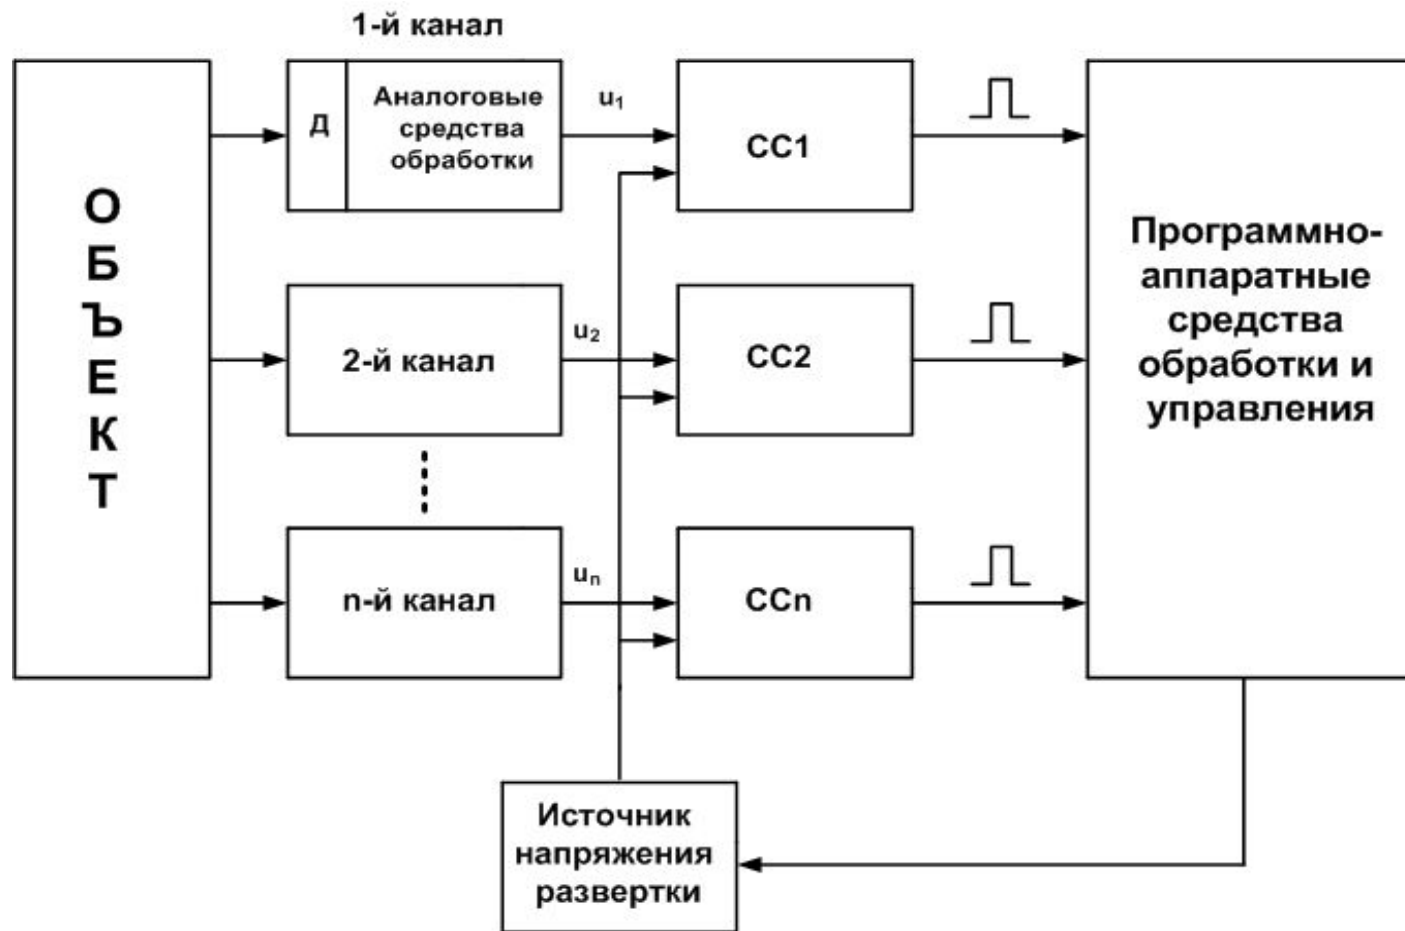 1-й канал
ОБЪЕКТ
Д
Аналоговые
средства
обработки
u1
СС1
2-й канал
u2
СС2
n-й канал
un
ССn
Программно-
аппаратные
средства
обработки и
управления
Источник
напряжения
развертки